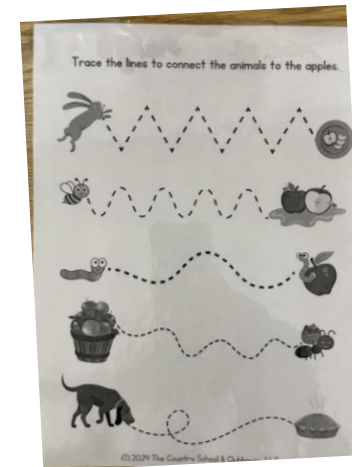 Trace the lines to connect the animals to the apples.
© 2024 The Country School &